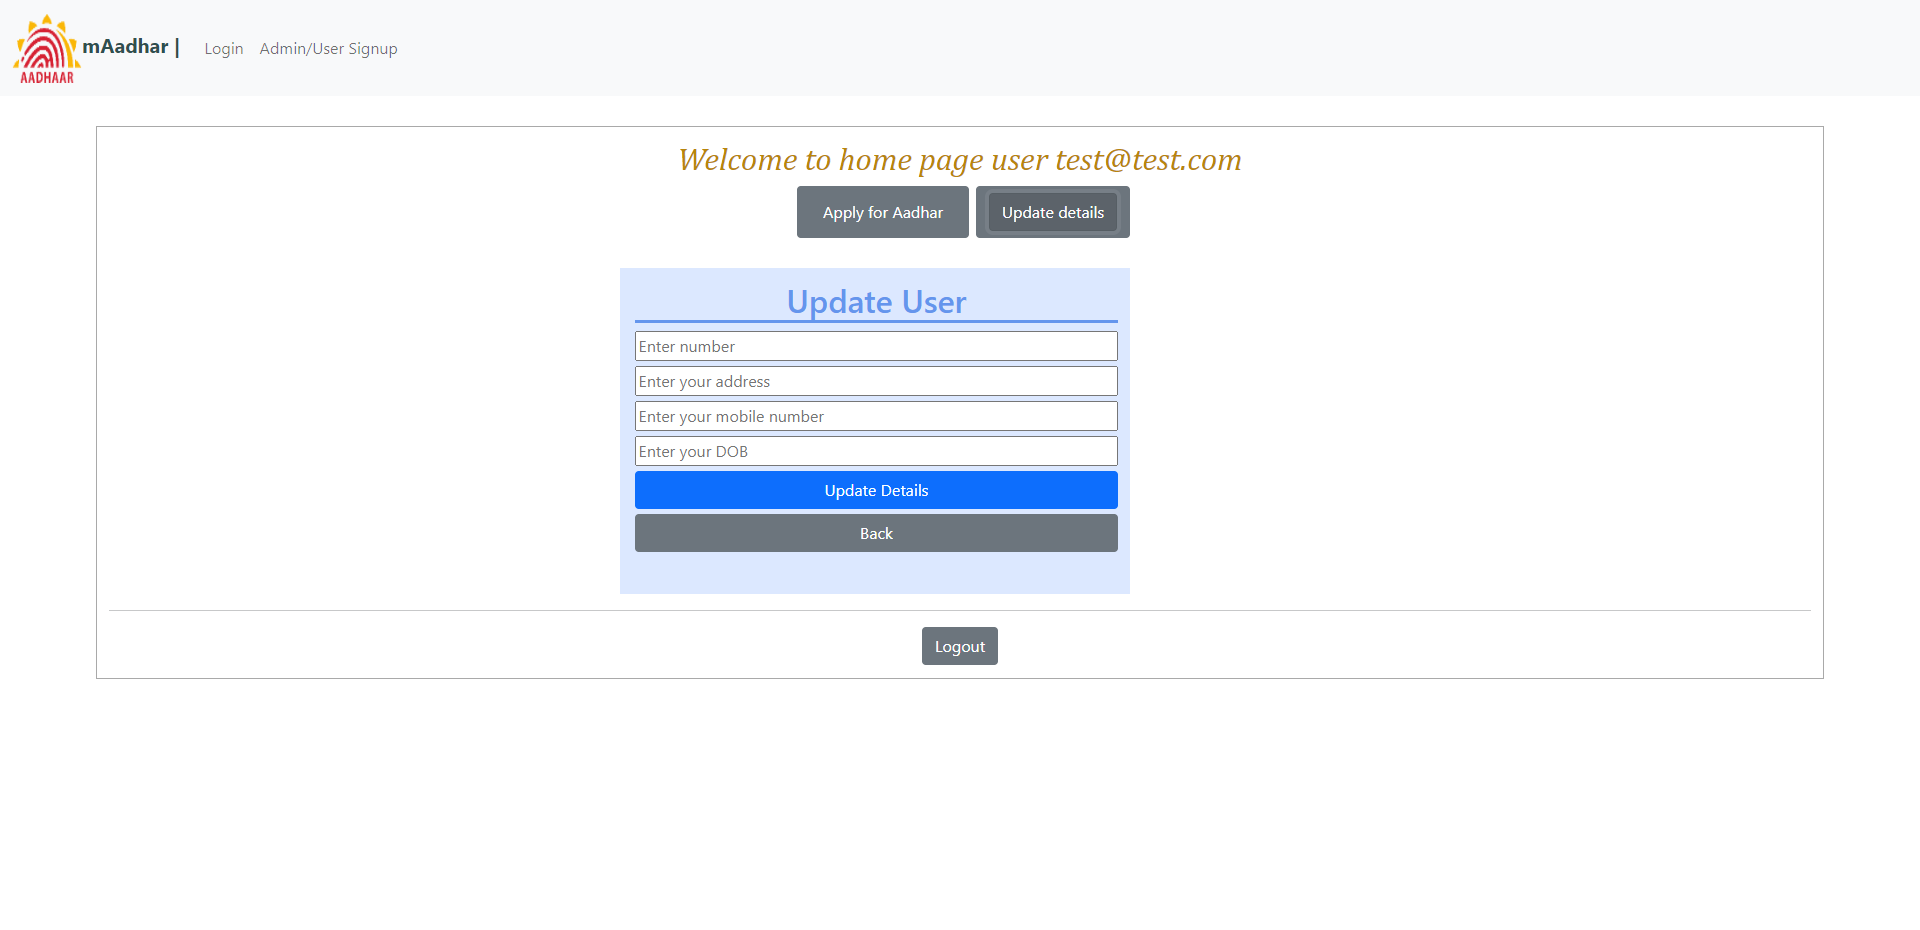 mAadhar | Login Admin/User Signup
AADHAAR
Welcome to home page user test@test.com
Apply for Aadhar Update details
Update User
Enter number
Enter your address
Enter your mobile number
Enter your DOB
Update Details
Back
Logout